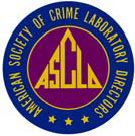 AMERICAN SOCIETY OF CRIME LABORATORY DIRECTORS
ASCLD